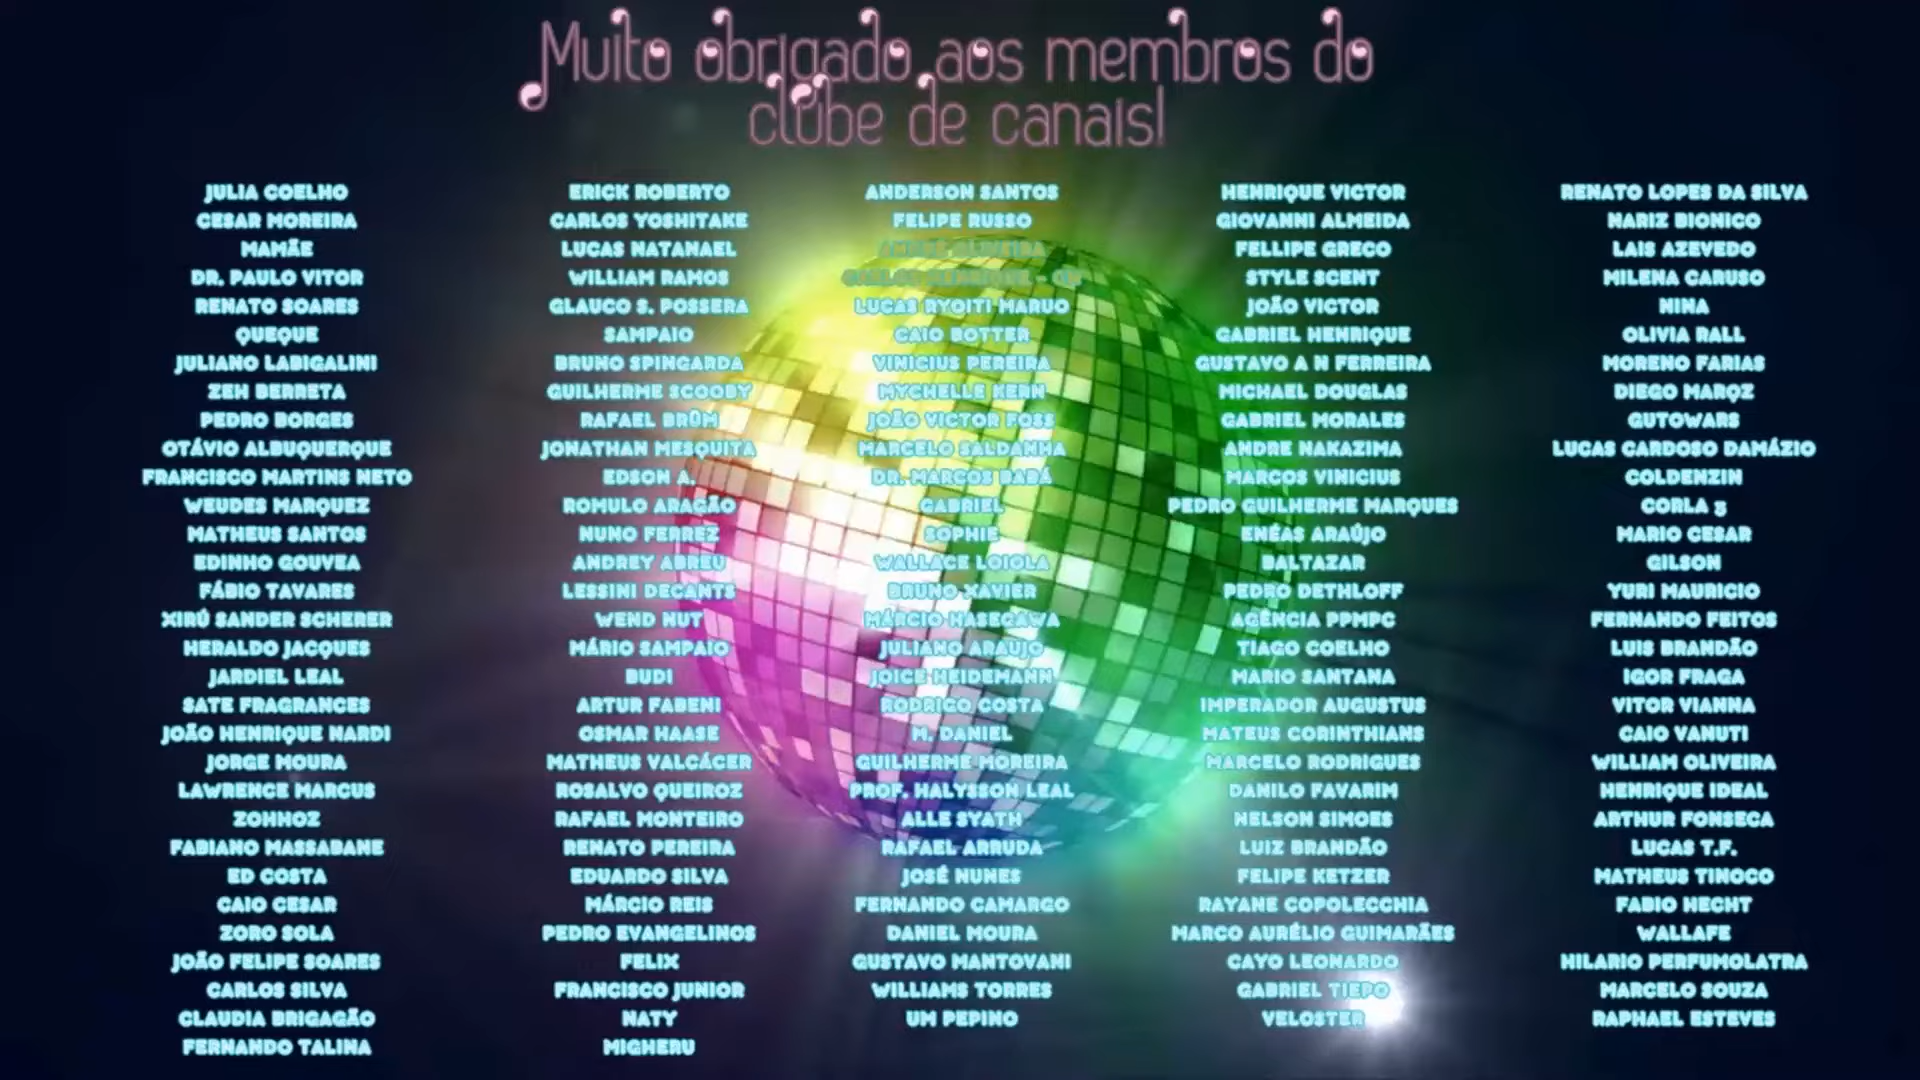 Muito obrigado aos membros do
clube de canais!
JULIA COELHO
CESAR MOREIRA
MAMÃE
DR. PAULO VITOR
RENATO SOARES
QUEQUE
JULIANO LABIGALINI
ZEH BERRETA
PEDRO BORGES
OTÁVIO ALBUQUERQUE
FRANCISCO MARTINS NETO
WEUDES MARQUEZ
MATHEUS SANTOS
EDINHO GOUVEA
FÁBIO TAVARES
XIRÚ SANDER SCHERER
HERALDO JACQUES
JARDIEL LEAL
SATE FRAGRANCES
JOÃO HENRIQUE NARDI
JORGE MOURA
LAWRENCE MARCUS
ZOHHOZ
FABIANO MASSABANE
ED COSTA
CAIO CESAR
ZORO SOLA
JOÃO FELIPE SOARES
CARLOS SILVA
CLAUDIA BRIGAGÃO
FERNANDO TALINA
ERICK ROBERTO
CARLOS YOSHITAKE
LUCAS NATANAEL
WILLIAM RAMOS
GLAUCO S. POSSERA
SAMPAIO
BRUNO SPINGARDA
GUILHERME SCOOBY
RAFAEL BRÜM
JONATHAN MESQUITA
EDSON A.
ROMULO ARAGÃO
NUNO FERREZ
ANDREY ABREU
LESSINI DECANTS
WEND NUT
MÁRIO SAMPAIO
BUDI
ARTUR FABENI
OSMAR HAASE
MATHEUS VALCÁCER
ROSALVO QUEIROZ
RAFAEL MONTEIRO
RENATO PEREIRA
EDUARDO SILVA
MÁRCIO REIS
PEDRO EVANGELINOS
FELIX
FRANCISCO JUNIOR
NATY
MIGHERU
ANDERSON SANTOS
FELIPE RUSSO
LUCAS RYOITI MARUO
CAIO BOTTER
VINICIUS PEREIRA
MYCHELLE KERN
JOÃO VICTOR FOSS
MARCELO SALDANHA
DR. MARCOS BABÁ
GABRIEL
SOPHIE
WALLACE LOIOLA
BRUNO XAVIER
MÁRCIO HASEGAWA
JULIANO ARAUJO
JOICE HEIDEMANN
RODRIGO COSTA
M. DANIEL
GUILHERME MOREIRA
PROF. HALYSSON LEAL
ALLE SYATH
RAFAEL ARRUDA
JOSÉ NUNES
FERNANDO CAMARGO
DANIEL MOURA
GUSTAVO MANTOVANI
WILLIAMS TORRES
UM PEPINO
HENRIQUE VICTOR
GIOVANNI ALMEIDA
FELLIPE GRECO
STYLE SCENT
JOÃO VICTOR
GABRIEL HENRIQUE
GUSTAVO A N FERREIRA
MICHAEL DOUGLAS
GABRIEL MORALES
ANDRE NAKAZIMA
MARCOS VINICIUS
PEDRO GUILHERME MARQUES
ENÉAS ARAÚJO
BALTAZAR
PEDRO DETHLOFF
AGÊNCIA PPMPC
TIAGO COELHO
MARIO SANTANA
IMPERADOR AUGUSTUS
MATEUS CORINTHIANS
MARCELO RODRIGUES
DANILO FAVARIM
NELSON SIMOES
LUIZ BRANDÃO
FELIPE KETZER
RAYANE COPOLECCHIA
MARCO AURÉLIO GUIMARÃES
CAYO LEONARDO
GABRIEL TIEPO
VELOSTER
RENATO LOPES DA SILVA
NARIZ BIONICO
LAIS AZEVEDO
MILENA CARUSO
NINA
OLIVIA RALL
MORENO FARIAS
DIEGO MARQZ
GUTOWARS
LUCAS CARDOSO DAMÁZIO
COLDENZIN
CORLA 3
MARIO CESAR
GILSON
YURI MAURICIO
FERNANDO FEITOS
LUIS BRANDÃO
IGOR FRAGA
VITOR VIANNA
CAIO VANUTI
WILLIAM OLIVEIRA
HENRIQUE IDEAL
ARTHUR FONSECA
LUCAS T.F.
MATHEUS TINOCO
FABIO HECHT
WALLAFE
HILARIO PERFUMOLATRA
MARCELO SOUZA
RAPHAEL ESTEVES